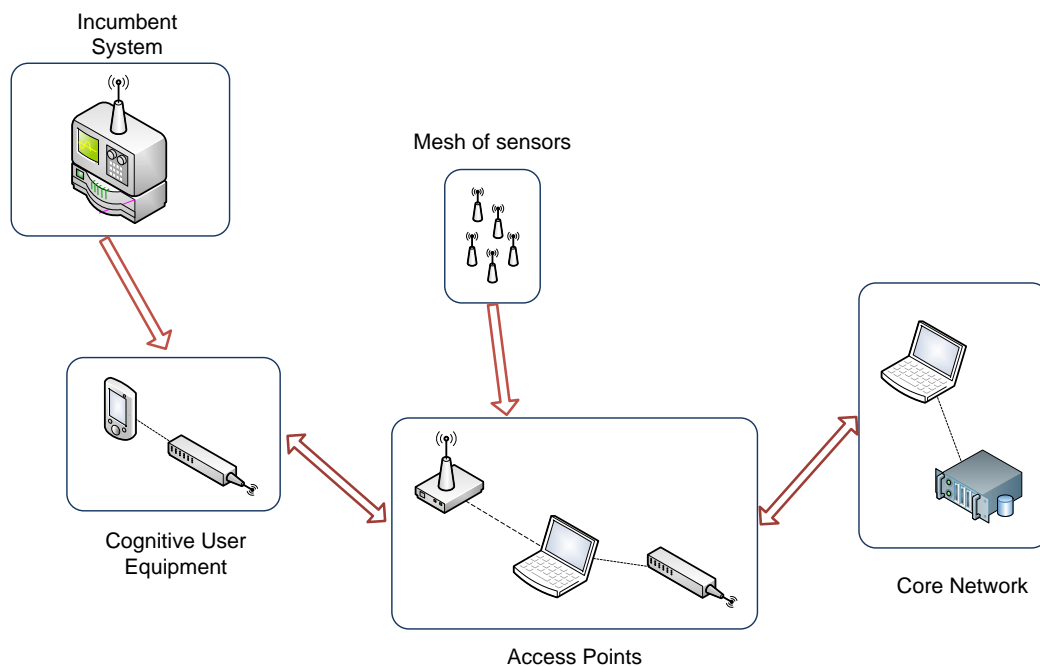 Incumbent
System
Mesh of sensors
Cognitive User
Equipment
Core Network
Access Points